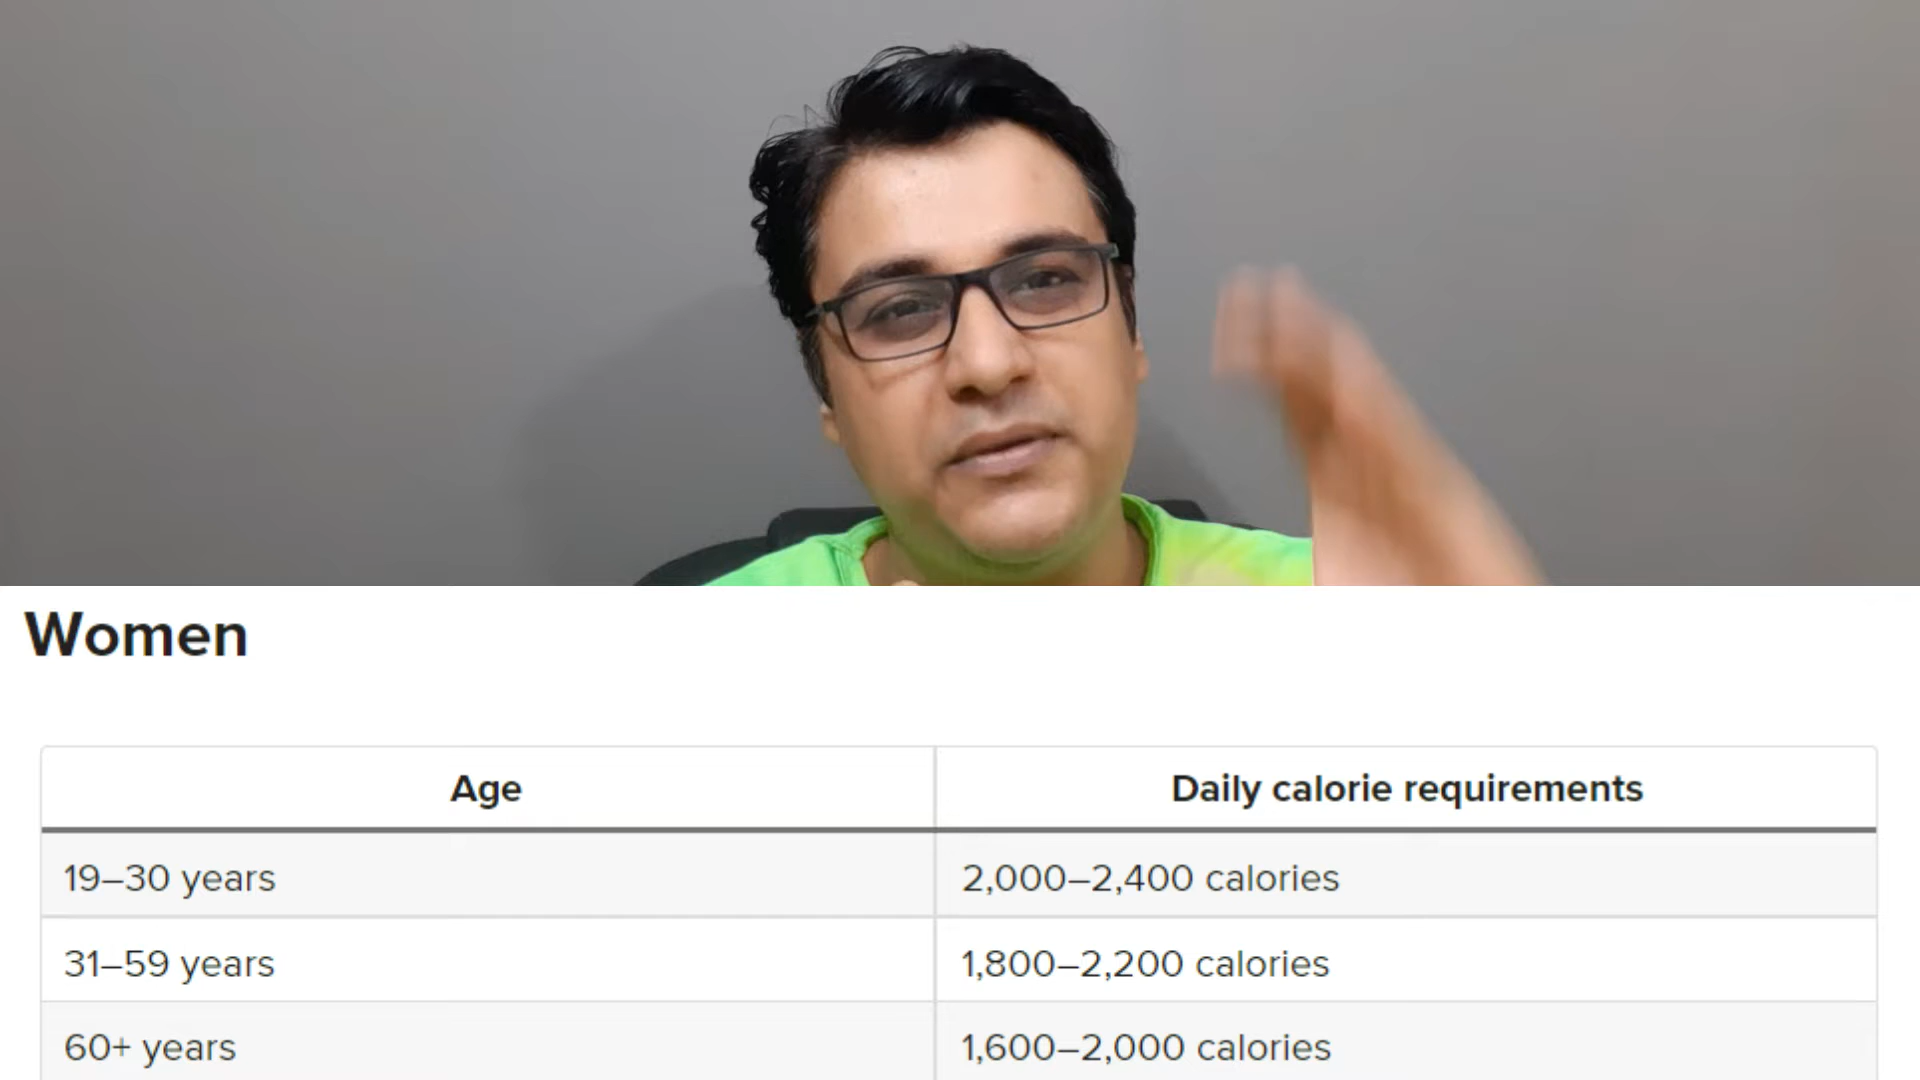 Women
Age
Daily calorie requirements
19–30 years
2,000–2,400 calories
31–59 years
1,800–2,200 calories
60+ years
1,600–2,000 calories